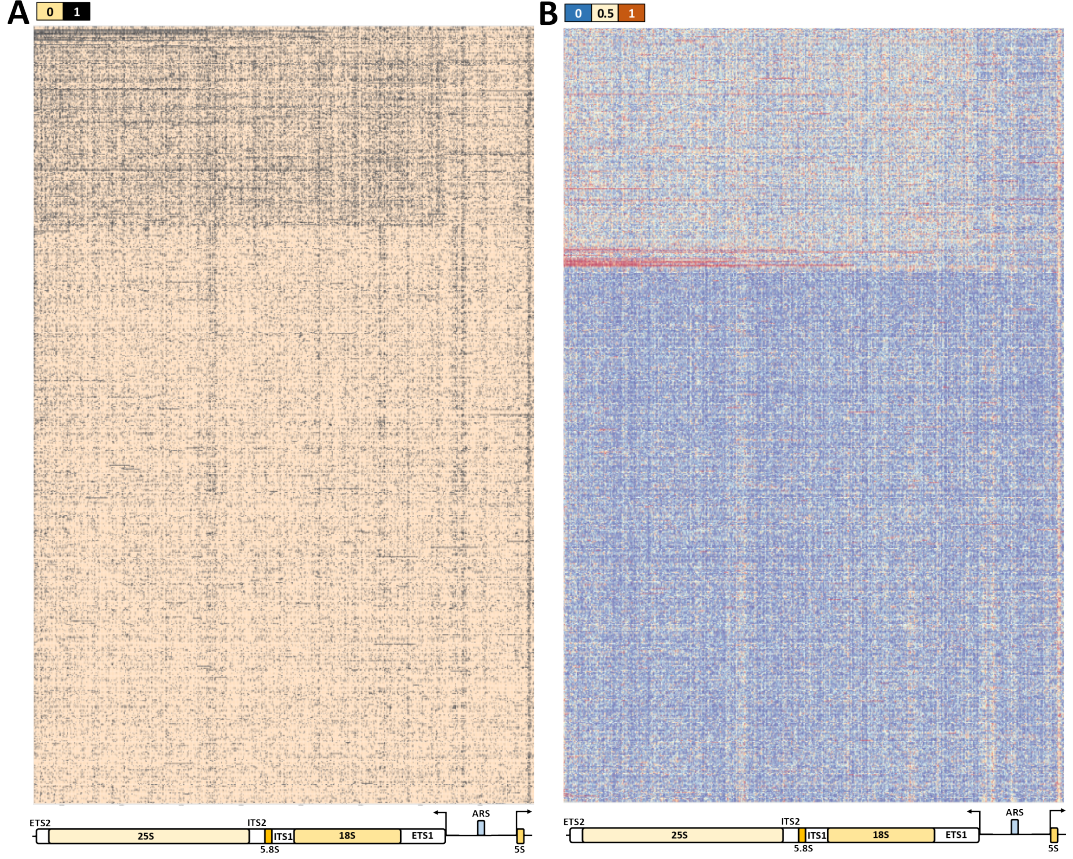 A
0 1
B
0 0.5 1
ETS2 25S ITS2 5.8S ITS1 18S ETS1 ARS 5S
ETS2 25S ITS2 5.8S ITS1 18S ETS1 ARS 5S